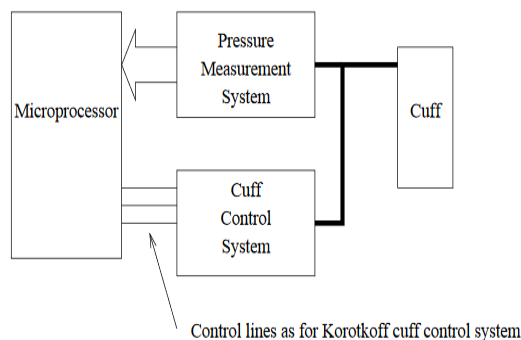 Pressure
Measurement
System
Microprocessor
Cuff
Cuff
Control
System
Control lines as for Korotkoff cuff control system